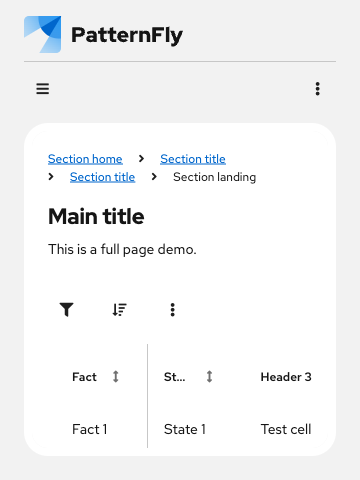 PatternFly
Section home > Section title
> Section title > Section landing
Main title
This is a full page demo.
Fact St... Header 3
Fact 1 State 1 Test cell